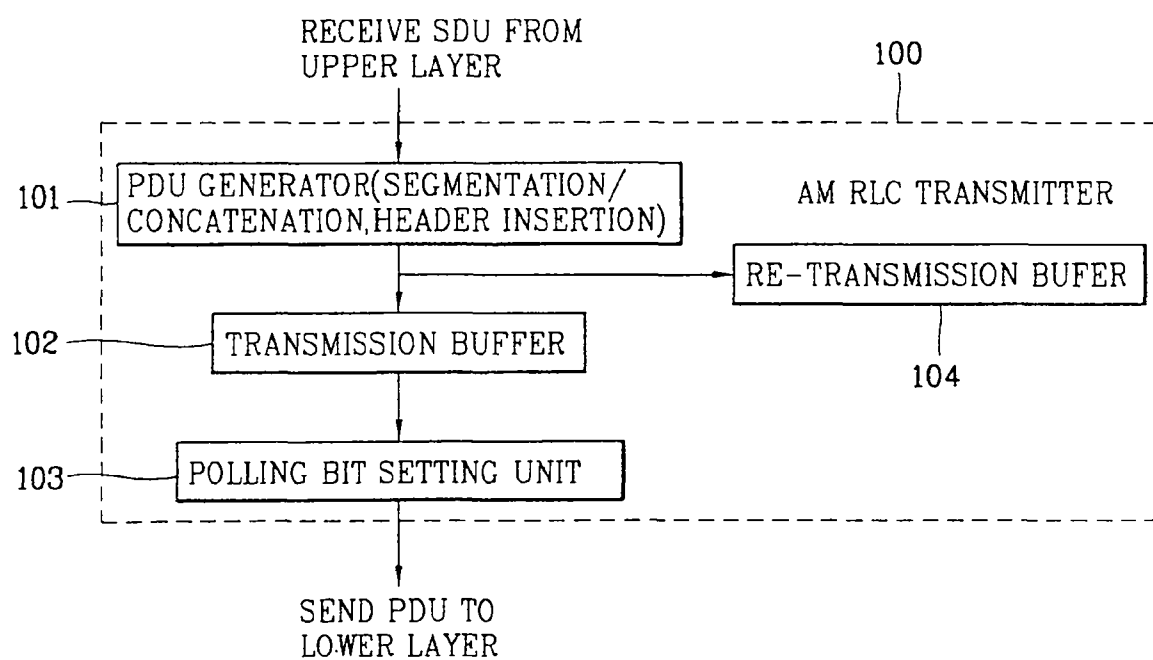 RECEIVE SDU FROM
UPPER LAYER
100
101
PDU GENERATOR(SEGMENTATION/
CONCATENATION,HEADER INSERTION)
AM RLC TRANSMITTER
RE-TRANSMISSION BUFER
102
TRANSMISSION BUFFER
104
103
POLLING BIT SETTING UNIT
SEND PDU TO
LOWER LAYER